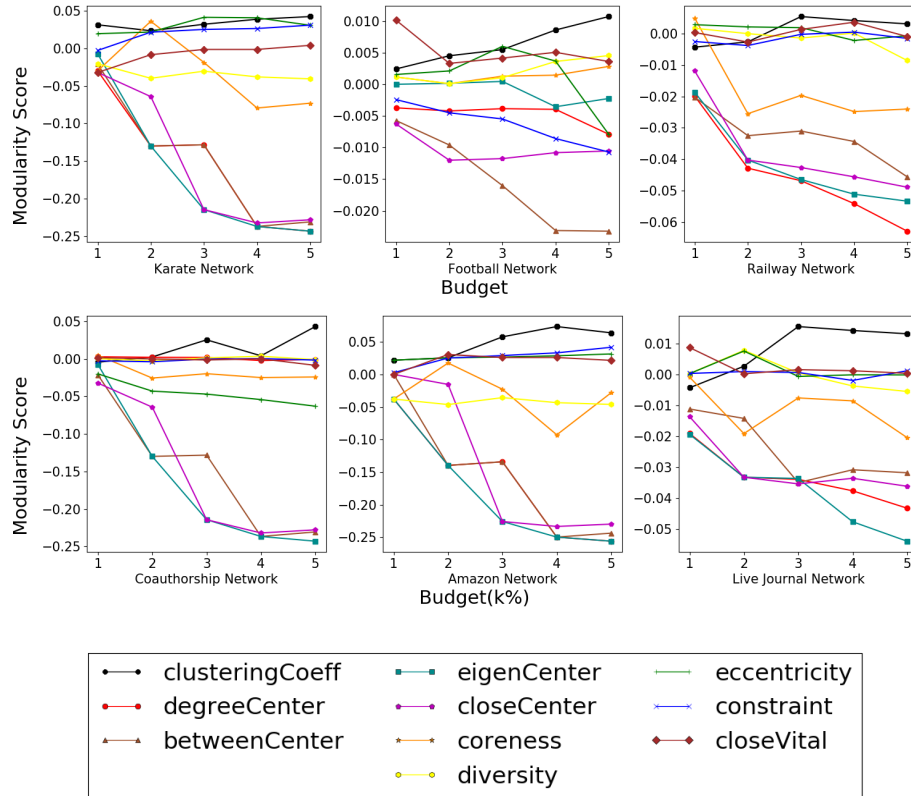 Modularity Score
0.05
0.00
−0.05
−0.10
−0.15
−0.20
−0.25
1 2 3 4 5
Karate Network
0.010
0.005
0.000
−0.005
−0.010
−0.015
−0.020
1 2 3 4 5
Football Network
Budget
0.00
−0.01
−0.02
−0.03
−0.04
−0.05
−0.06
1 2 3 4 5
Railway Network
Modularity Score
0.05
0.00
−0.05
−0.10
−0.15
−0.20
−0.25
1 2 3 4 5
Coauthorship Network
0.05
0.00
−0.05
−0.10
−0.15
−0.20
−0.25
1 2 3 4 5
Amazon Network
Budget(k%)
0.01
0.00
−0.01
−0.02
−0.03
−0.04
−0.05
1 2 3 4 5
Live Journal Network
clusteringCoeff
degreeCenter
betweenCenter
eigenCenter
closeCenter
coreness
diversity
eccentricity
constraint
closeVital